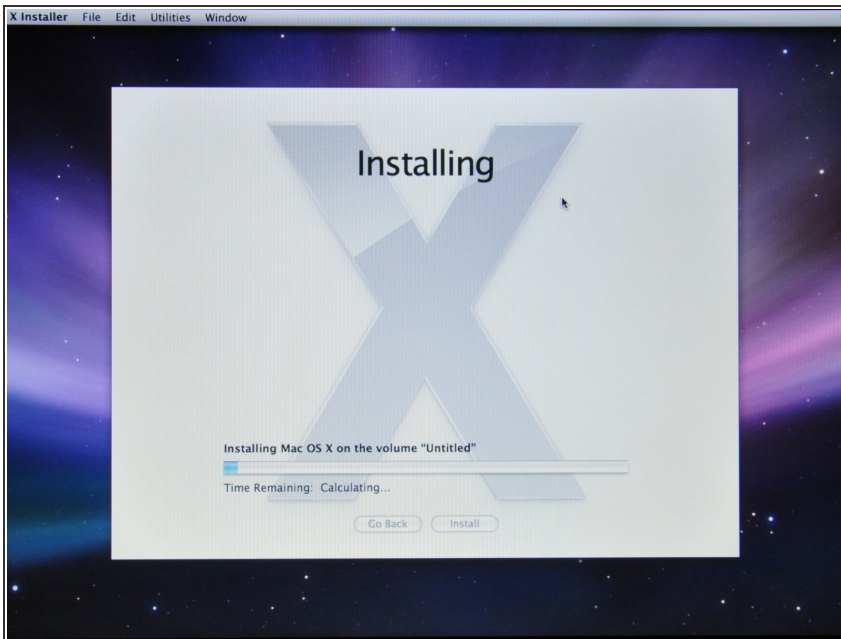 X Installer File Edit Utilities Window
Installing
Installing Mac OS X on the volume “Untitled”
Time Remaining: Calculating...
Go Back Install